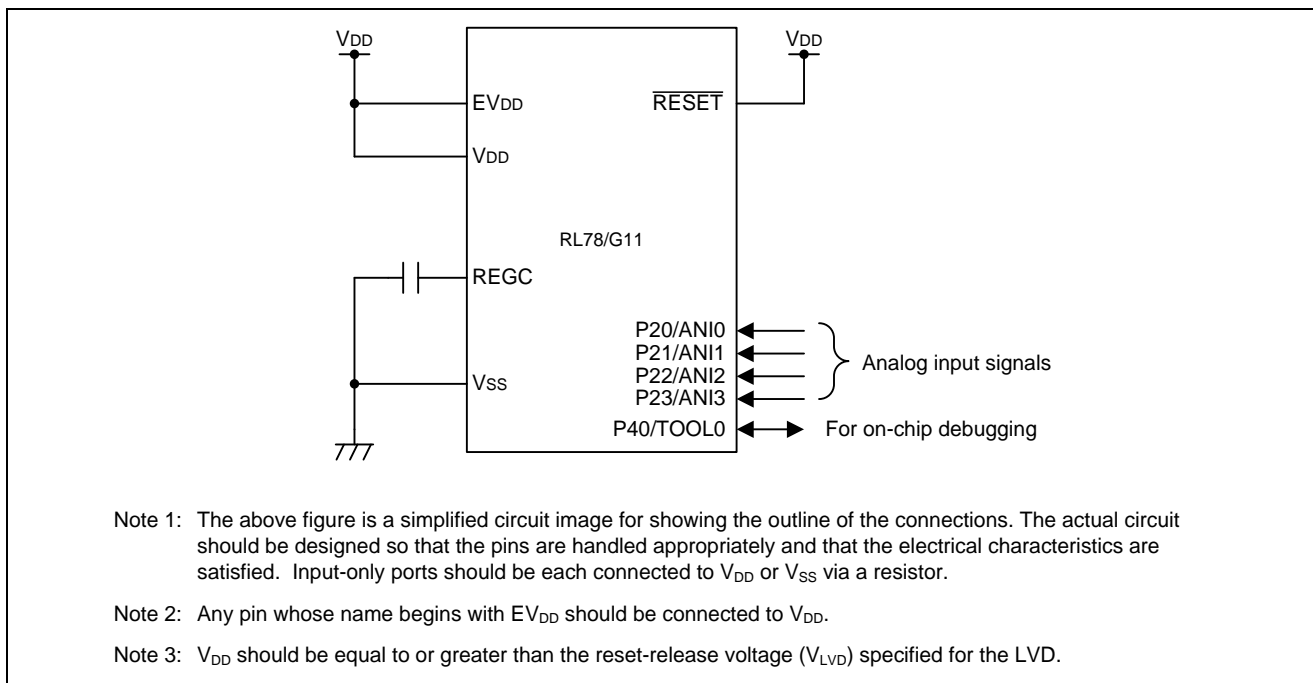 VDD
VDD
EVDD
RESET
VDD
RL78/G11
REGC
P20/ANI0
P21/ANI1
Analog input signals
P22/ANI2
VSS
P23/ANI3
P40/TOOL0
For on-chip debugging
Note 1: The above figure is a simplified circuit image for showing the outline of the connections. The actual circuit
should be designed so that the pins are handled appropriately and that the electrical characteristics are
satisfied. Input-only ports should be each connected to VDD or VSS via a resistor.
Note 2: Any pin whose name begins with EVDD should be connected to VDD.
Note 3: VDD should be equal to or greater than the reset-release voltage (VLVD) specified for the LVD.